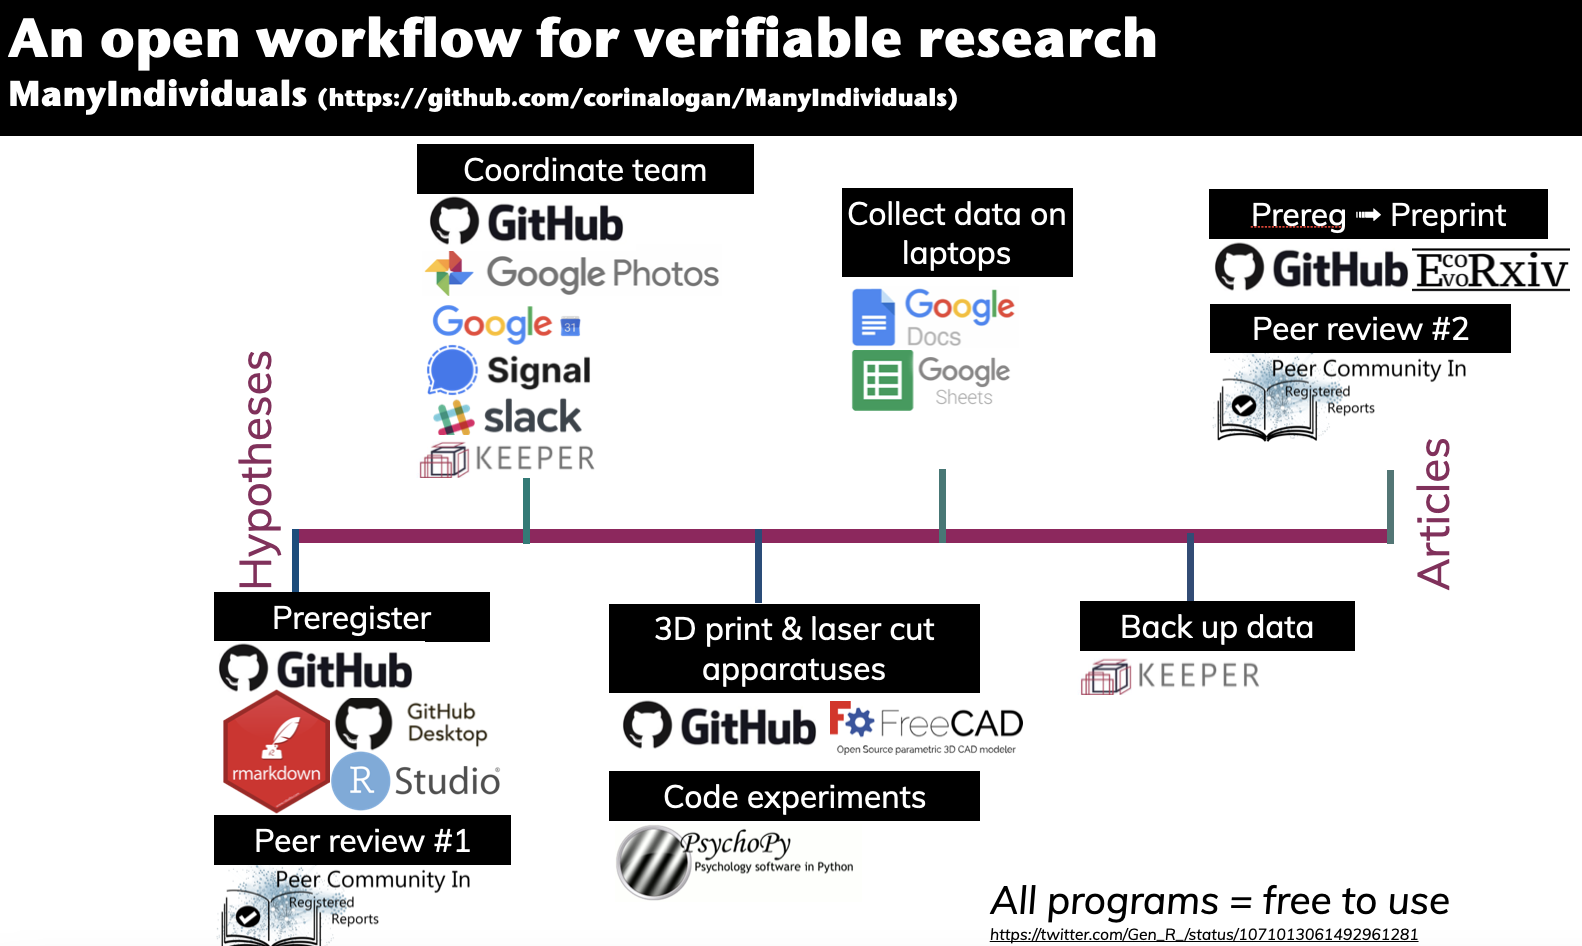 An open workflow for verifiable research
ManyIndividuals (https://github.com/corinalogan/ManyIndividuals)
Coordinate team
GitHub
Google Photos
Google 31
Signal
slack
KEEPER
Collect data on
laptops
Google
Docs
Google
Sheets
Prereg ➟ Preprint
GitHub
EcoEvoRxiv
Peer review #2
Peer Community In
Registered
Reports
Hypotheses
Articles
Preregister
GitHub
rmarkdown
GitHub
Desktop
R Studio
Peer review #1
Peer Community In
Registered
Reports
3D print & laser cut
apparatuses
GitHub
FreeCAD
Open Source parametric 3D CAD modeler
Code experiments
PsychoPy
Psychology software in Python
Back up data
KEEPER
All programs = free to use
https://twitter.com/Gen_R_/status/1071013061492961281